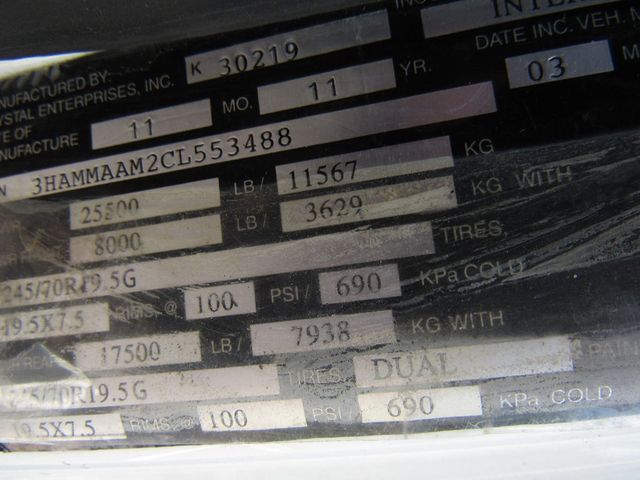 INTER
NUFACTURED BY: K 30219 DATE INC. VEH. M
YSTAL ENTERPRISES, INC.
TE OF
NUFACTURE 11 MO. 11 YR. 03 M
N 3HAMMAAM2CL553488
25500 LB/ 11567 KG
8000 LB/ 3629 KG WITH
245/70R19.5G TIRES,
19.5X7.5 RIMS, @ 100 PSI/ 690 KPa COLD
17500 LB/ 7938 KG WITH
245/70R19.5G TIRES, DUAL
19.5X7.5 RIMS, @ 100 PSI/ 690 KPa COLD
PAIN